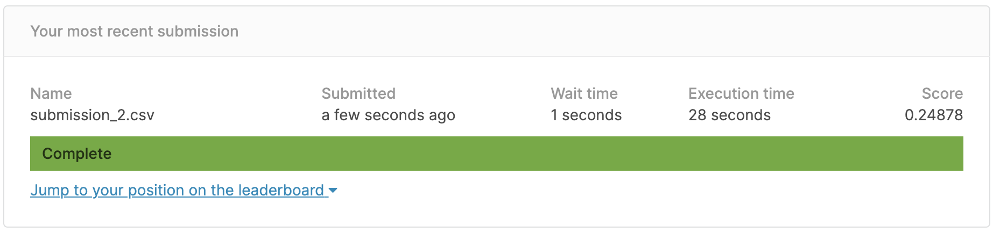 Your most recent submission
Name Submitted Wait time Execution time Score
submission_2.csv a few seconds ago 1 seconds 28 seconds 0.24878
Complete
Jump to your position on the leaderboard